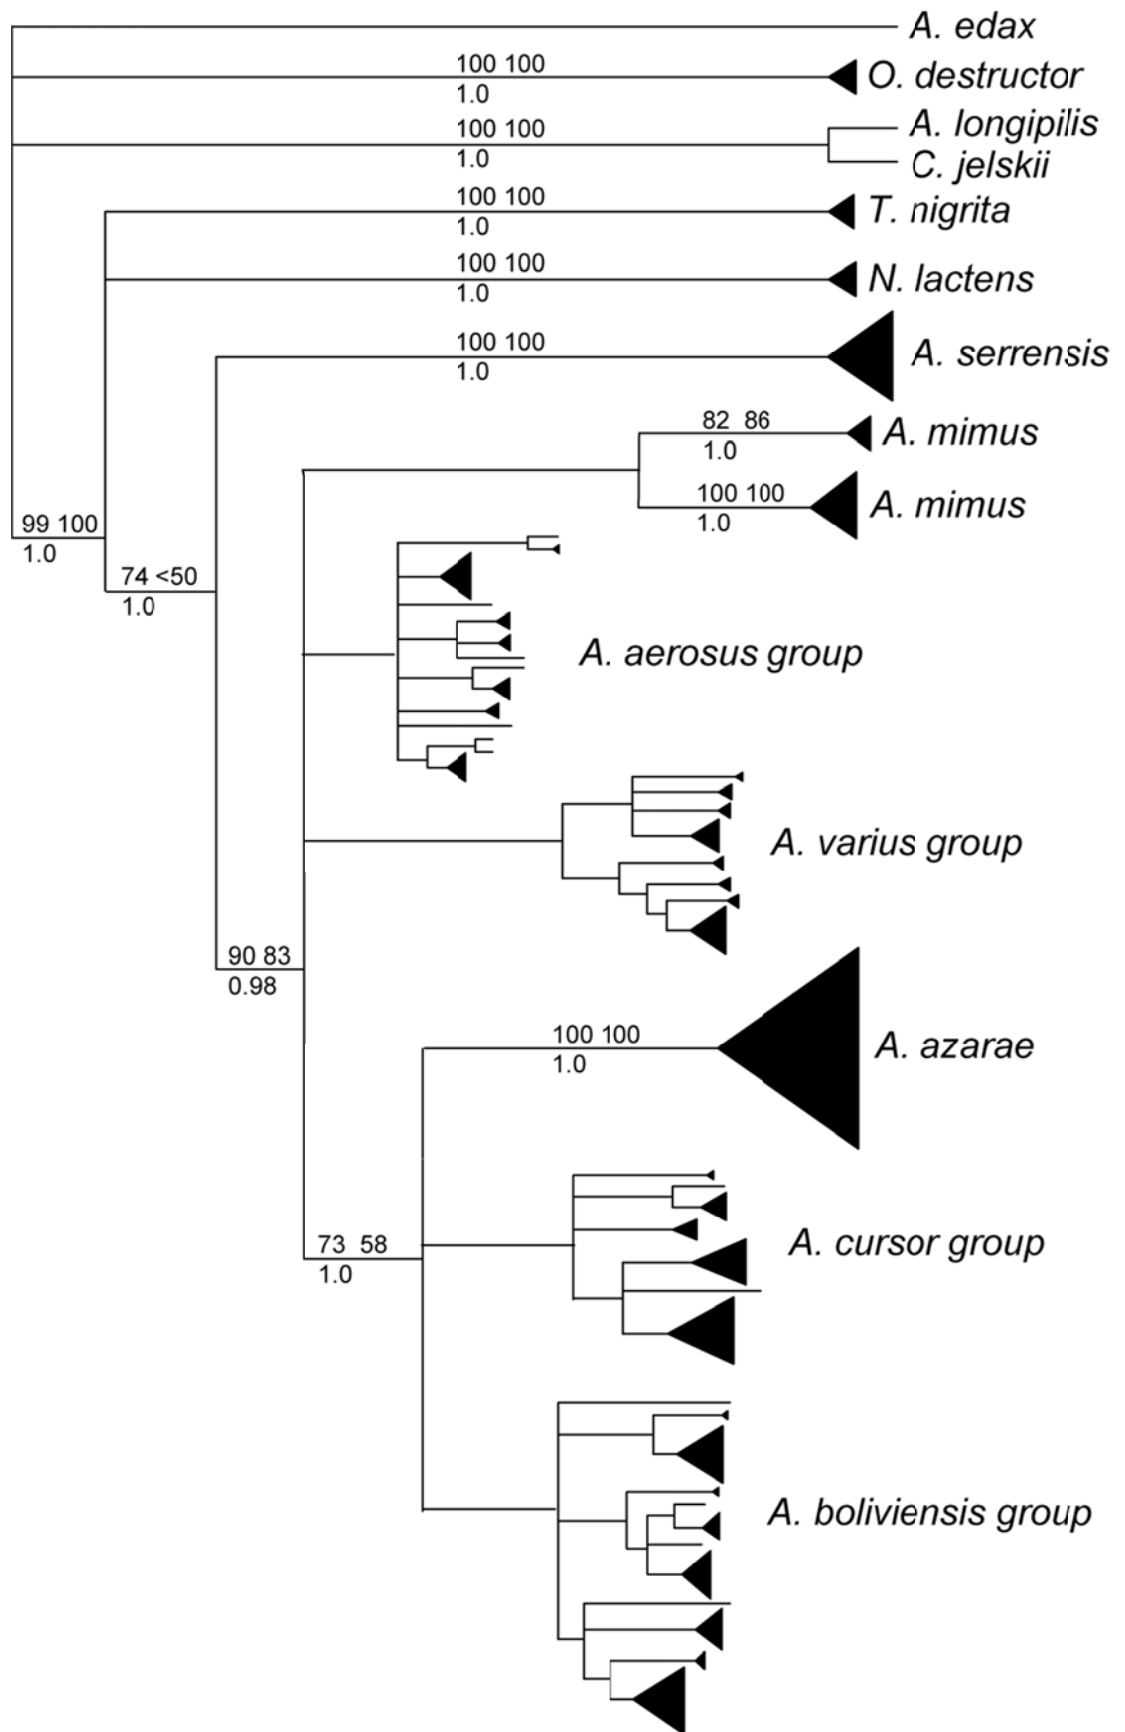 A. edax
100 100
O. destructor
1.0
100 100
A. longipilis
1.0
C. jelskii
100 100
T. nigrita
1.0
100 100
N. lactens
1.0
100 100
A. serrensis
1.0
82 86
A. mimus
1.0
100 100
A. mimus
1.0
99 100
1.0
74 <50
1.0
A. aerosus group
A. varius group
90 83
0.98
100 100
A. azarae
1.0
73 58
1.0
A. cursor group
A. boliviensis group